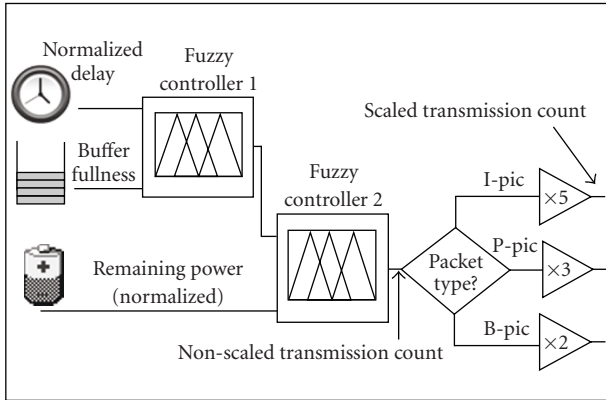 Normalized
delay
Fuzzy
controller 1
Buffer
fullness
Fuzzy
controller 2
Remaining power
(normalized)
Non-scaled transmission count
Packet
type?
Scaled transmission
count
I-pic
×5
P-pic
×3
B-pic
×2